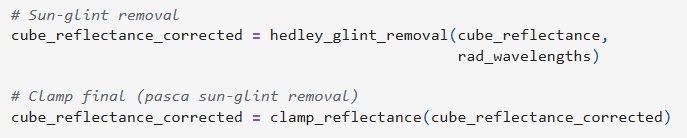 # Sun-glint removal
cube_reflectance_corrected = hedley_glint_removal(cube_reflectance,
rad_wavelengths)
# Clamp final (pasca sun-glint removal)
cube_reflectance_corrected = clamp_reflectance(cube_reflectance_corrected)